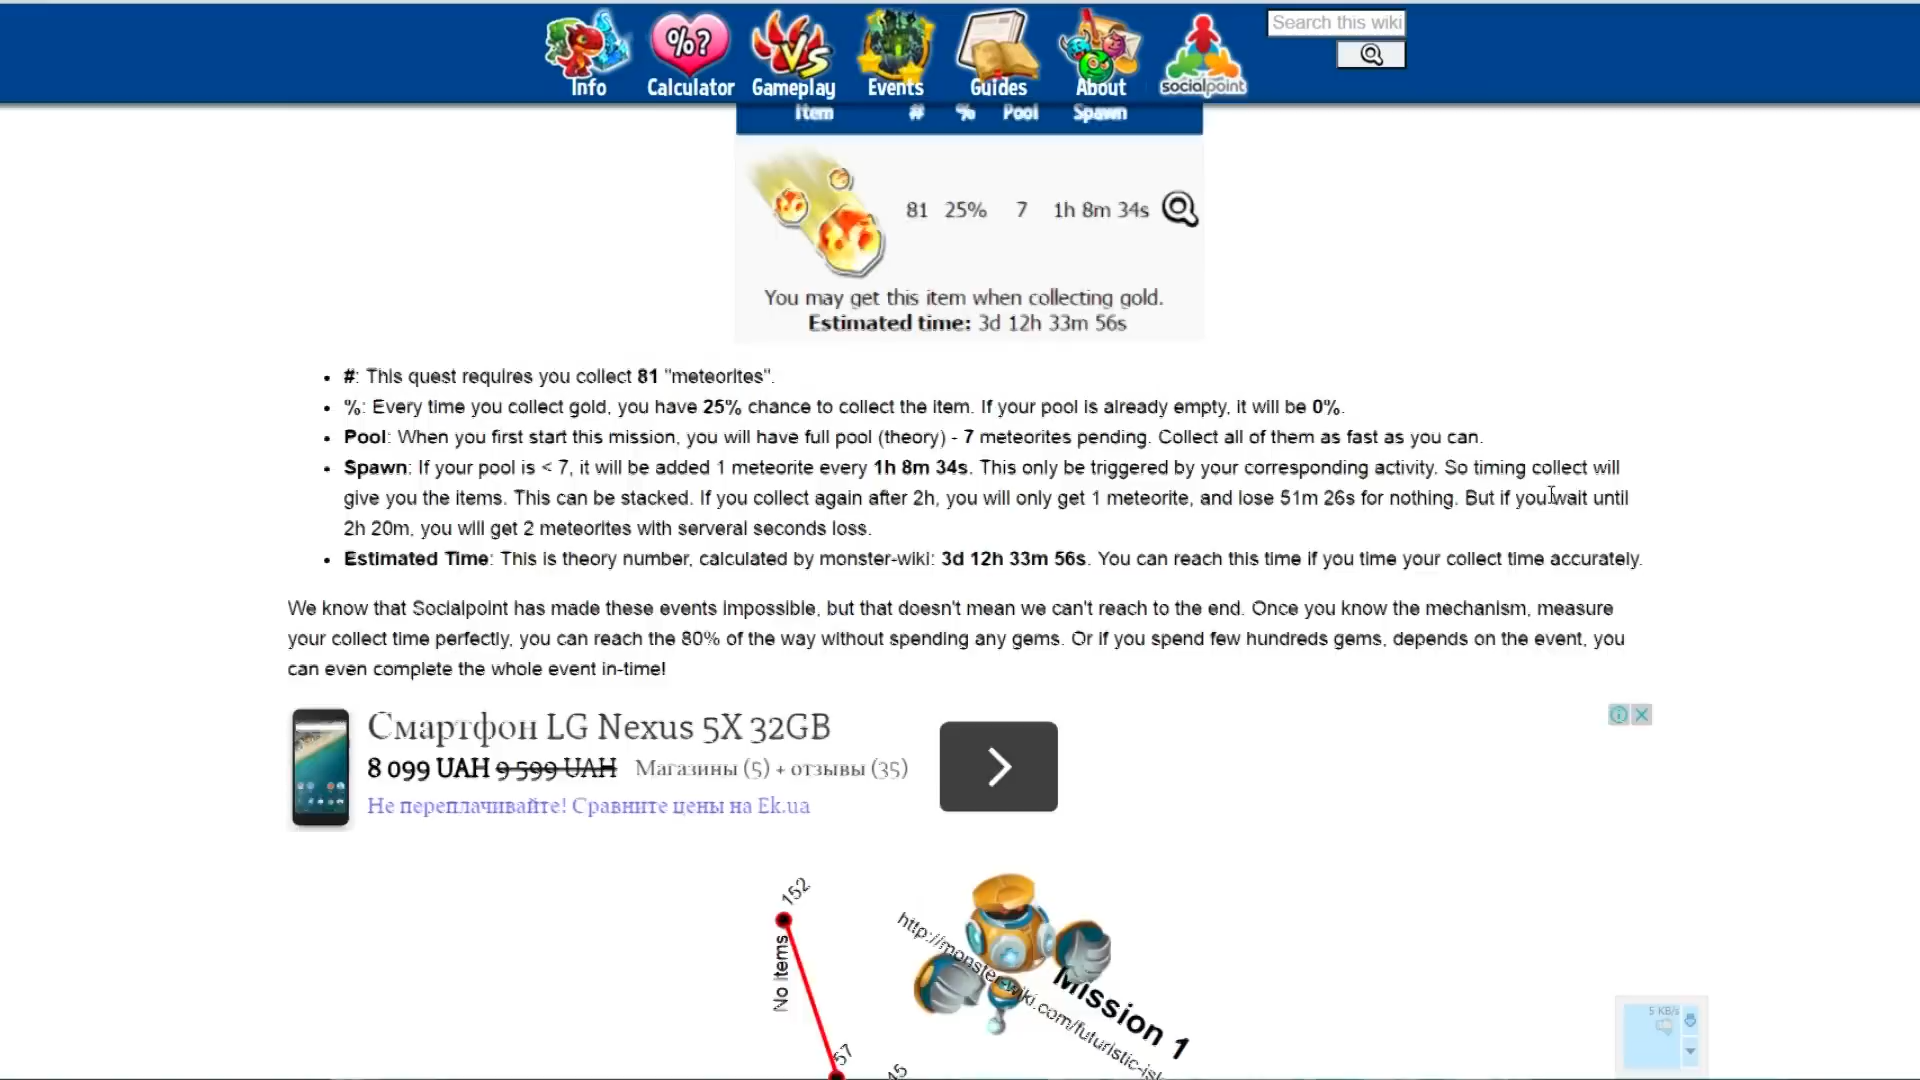 Search this wiki
%?
VS
Info Calculator Gameplay Events Guides About socialpoint
Item # % Pool Spawn
81 25% 7 1h 8m 34s
You may get this item when collecting gold.
Estimated time: 3d 12h 33m 56s
• #: This quest requires you collect 81 "meteorites".
• %: Every time you collect gold, you have 25% chance to collect the item. If your pool is already empty, it will be 0%.
• Pool: When you first start this mission, you will have full pool (theory) - 7 meteorites pending. Collect all of them as fast as you can.
• Spawn: If your pool is < 7, it will be added 1 meteorite every 1h 8m 34s. This only be triggered by your corresponding activity. So timing collect will
give you the items. This can be stacked. If you collect again after 2h, you will only get 1 meteorite, and lose 51m 26s for nothing. But if you wait until
2h 20m, you will get 2 meteorites with serveral seconds loss.
• Estimated Time: This is theory number, calculated by monster-wiki: 3d 12h 33m 56s. You can reach this time if you time your collect time accurately.
We know that Socialpoint has made these events impossible, but that doesn't mean we can't reach to the end. Once you know the mechanism, measure
your collect time perfectly, you can reach the 80% of the way without spending any gems. Or if you spend few hundreds gems, depends on the event, you
can even complete the whole event in-time!
Смартфон LG Nexus 5X 32GB
8 099 UAH 9 599 UAH Магазины (5) + отзывы (35)
Не переплачивайте! Сравните цены на Ek.ua
152
No Items
http://monster-wiki.com/futuristic-isl
Mission 1
57
45
5 KB/s